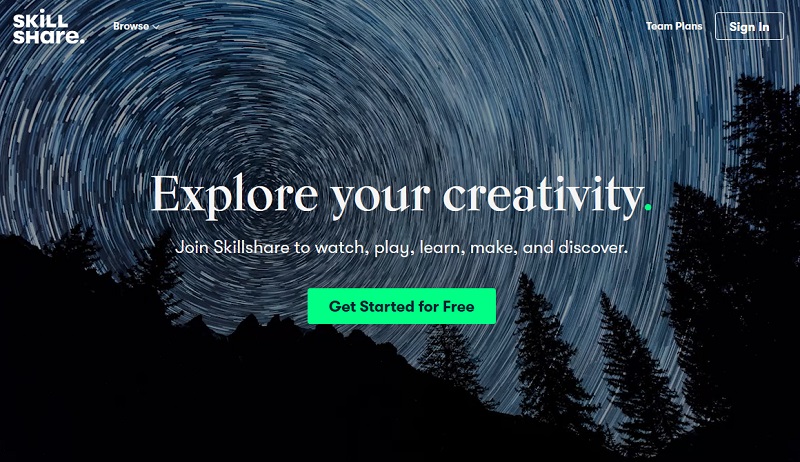 SKiLL
SHare.
Browse
Team Plans
Sign In
Explore your creativity.
Join Skillshare to watch, play, learn, make, and discover.
Get Started for Free